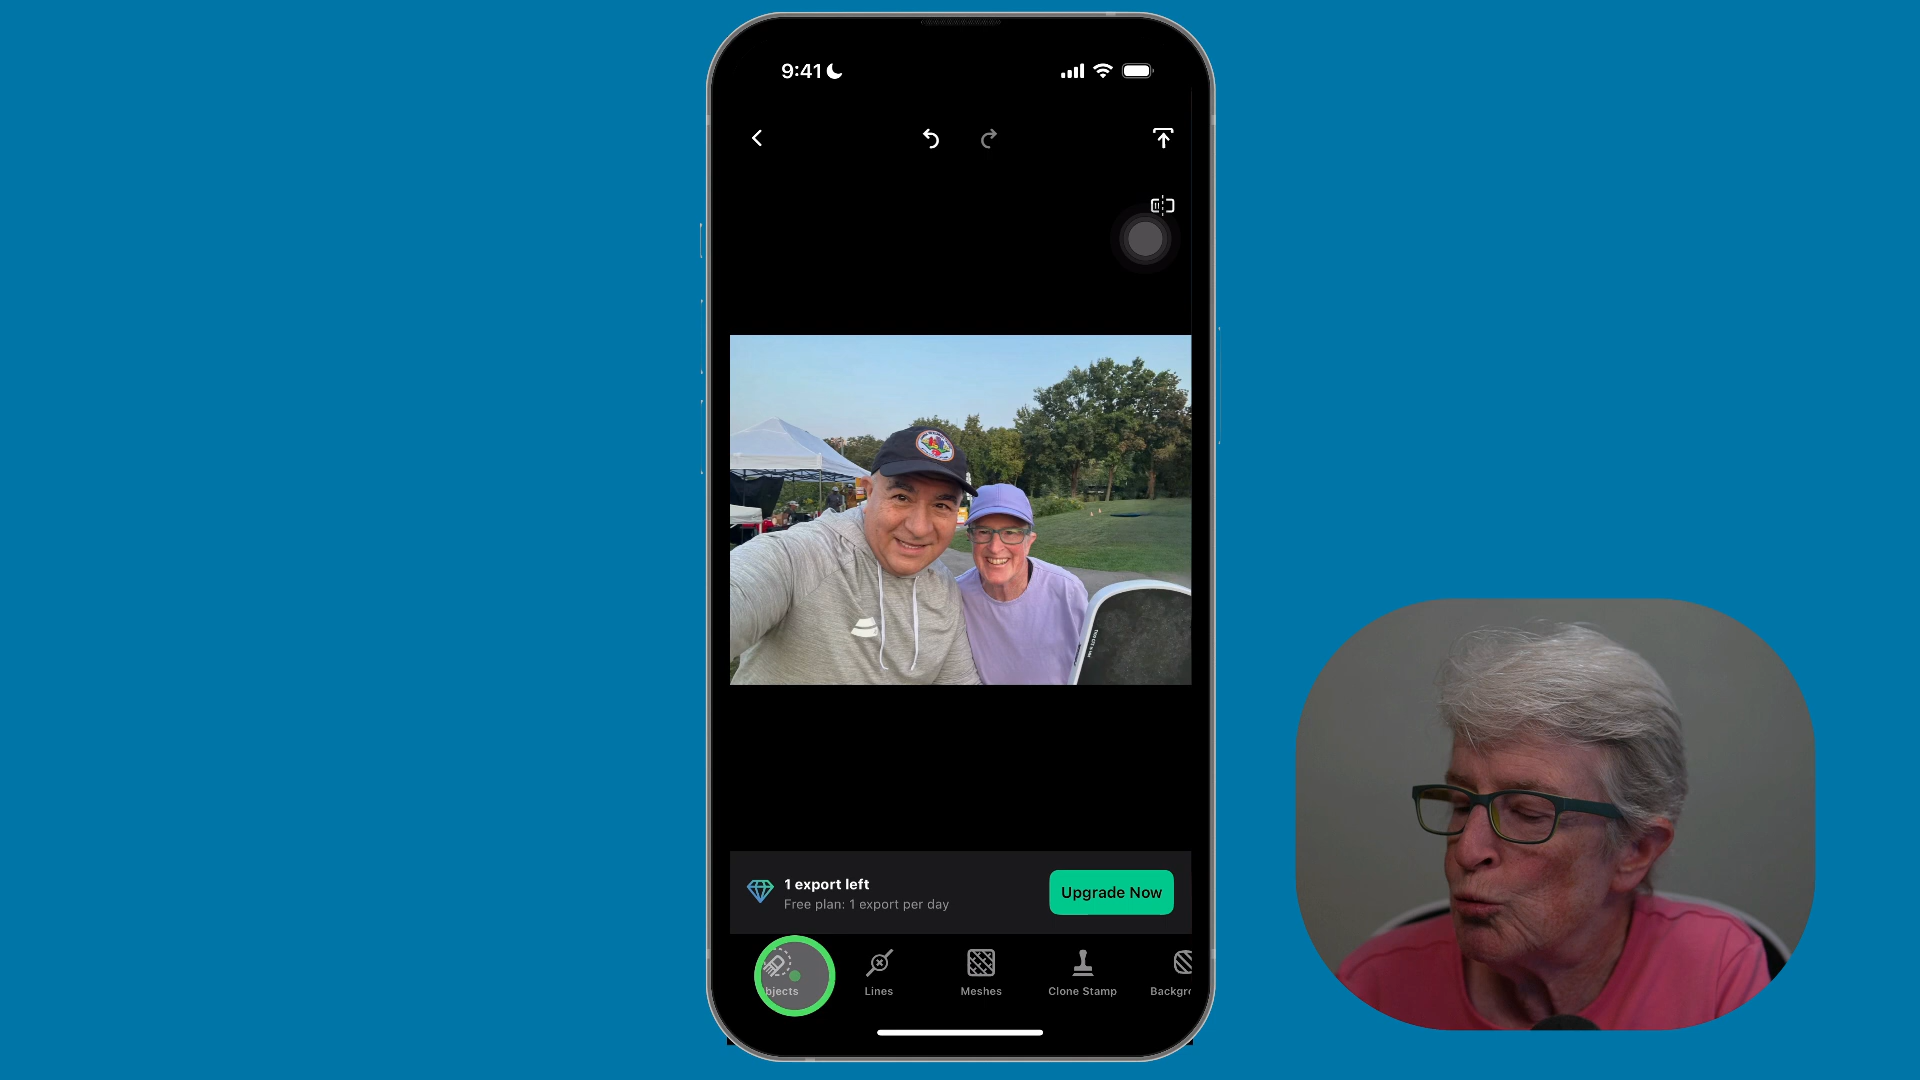 9:41
1 export left
Free plan: 1 export per day
Upgrade Now
bjects
Lines
Meshes
Clone Stamp
Backgr